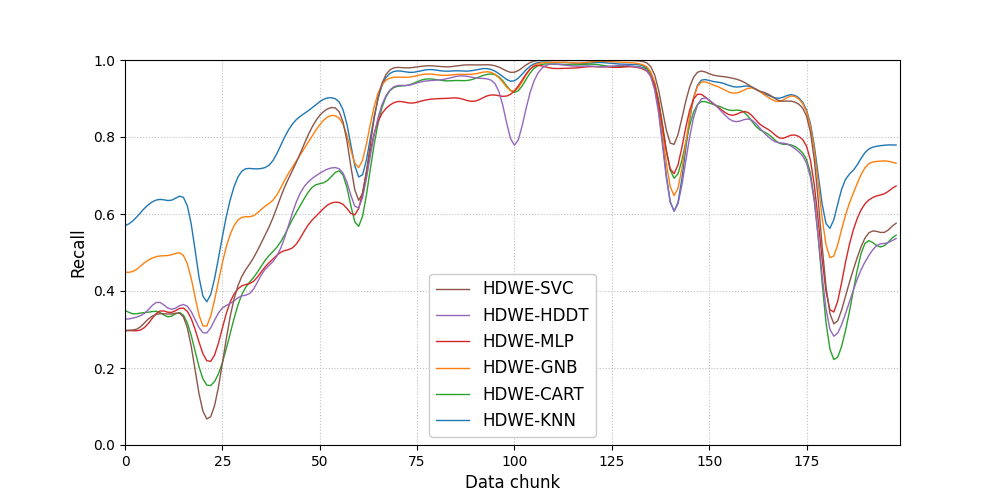 1.0
0.8
0.6
0.4
0.2
0.0
Recall
HDWE-SVC
HDWE-HDDT
HDWE-MLP
HDWE-GNB
HDWE-CART
HDWE-KNN
0 25 50 75 100 125 150 175
Data chunk